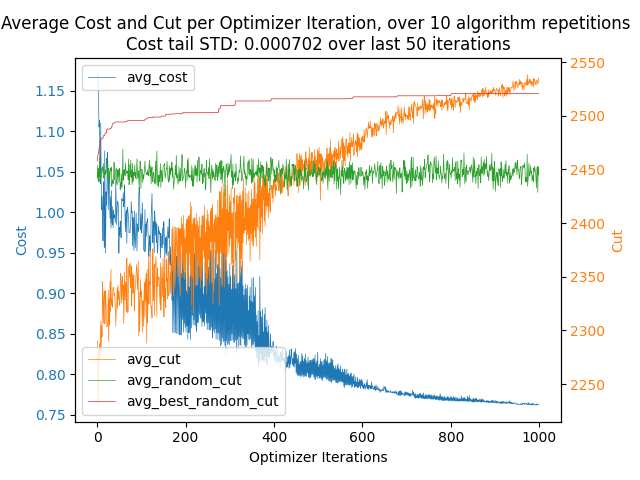 Average Cost and Cut per Optimizer Iteration, over 10 algorithm repetitions
Cost tail STD: 0.000702 over last 50 iterations
avg_cost
1.15
1.10
1.05
1.00
0.95
0.90
0.85
0.80
0.75
Cost
2550
2500
2450
2400
2350
2300
2250
Cut
avg_cut
avg_random_cut
avg_best_random_cut
0
200
400
600
800
1000
Optimizer Iterations